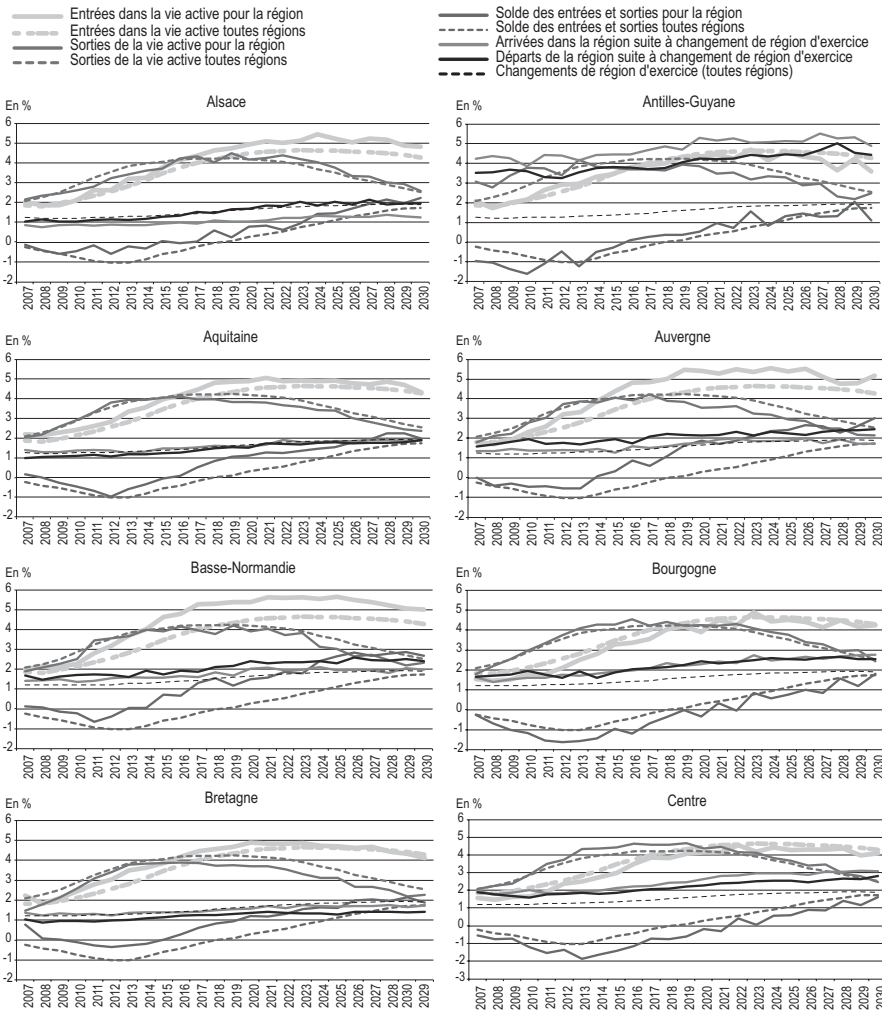 Entrées dans la vie active pour la région
Entrées dans la vie active toutes régions
Sorties de la vie active pour la région
Sorties de la vie active toutes régions
Solde des entrées et sorties pour la région
Solde des entrées et sorties toutes régions
Arrivées dans la région suite à changement de région d'exercice
Départs de la région suite à changement de région d'exercice
Changements de région d'exercice (toutes régions)
En % Alsace
6
5
4
3
2
1
0
-1
-2
2007 2008 2009 2010 2011 2012 2013 2014 2015 2016 2017 2018 2019 2020 2021 2022 2023 2024 2025 2026 2027 2028 2029 2030
En % Antilles-Guyane
6
5
4
3
2
1
0
-1
-2
2007 2008 2009 2010 2011 2012 2013 2014 2015 2016 2017 2018 2019 2020 2021 2022 2023 2024 2025 2026 2027 2028 2029 2030
En % Aquitaine
6
5
4
3
2
1
0
-1
-2
2007 2008 2009 2010 2011 2012 2013 2014 2015 2016 2017 2018 2019 2020 2021 2022 2023 2024 2025 2026 2027 2028 2029 2030
En % Auvergne
6
5
4
3
2
1
0
-1
-2
2007 2008 2009 2010 2011 2012 2013 2014 2015 2016 2017 2018 2019 2020 2021 2022 2023 2024 2025 2026 2027 2028 2029 2030
En % Basse-Normandie
6
5
4
3
2
1
0
-1
-2
2007 2008 2009 2010 2011 2012 2013 2014 2015 2016 2017 2018 2019 2020 2021 2022 2023 2024 2025 2026 2027 2028 2029 2030
En % Bourgogne
6
5
4
3
2
1
0
-1
-2
2007 2008 2009 2010 2011 2012 2013 2014 2015 2016 2017 2018 2019 2020 2021 2022 2023 2024 2025 2026 2027 2028 2029 2030
En % Bretagne
6
5
4
3
2
1
0
-1
-2
2007 2008 2009 2010 2011 2012 2013 2014 2015 2016 2017 2018 2019 2020 2021 2022 2023 2024 2025 2026 2027 2028 2030 2029
En % Centre
6
5
4
3
2
1
0
-1
-2
-3
2007 2008 2009 2010 2011 2012 2013 2014 2015 2016 2017 2018 2019 2020 2021 2022 2023 2024 2025 2026 2027 2028 2029 2030